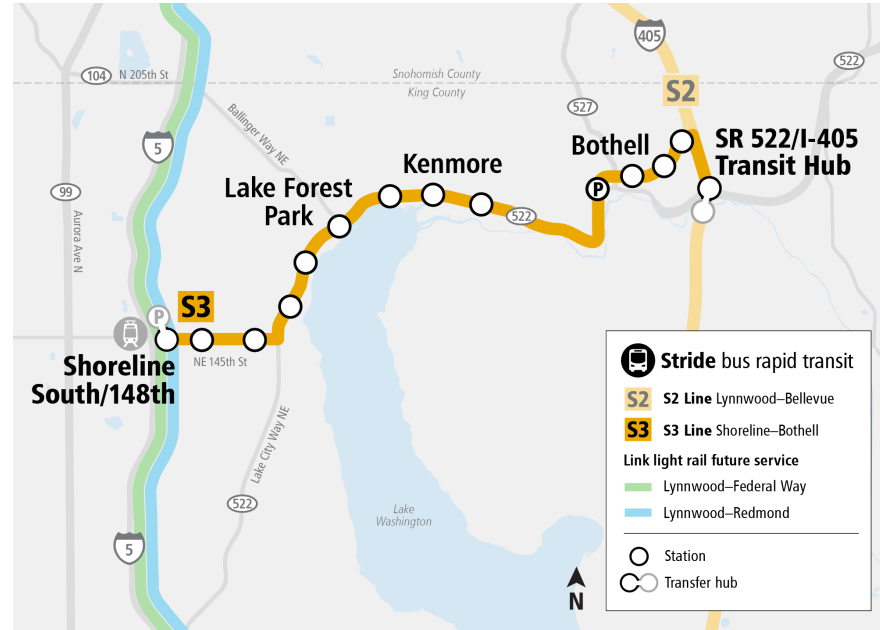 405
S2
522
104
N 205th St
Snohomish County
King County
527
Ballinger Way NE
5
Bothell
SR 522/I-405
Transit Hub
Kenmore
Lake Forest
Park
P
99
Aurora Ave N
522
P
S3
NE 145th St
Shoreline
South/148th
Lake City Way NE
522
Lake
Washington
5
N
Stride bus rapid transit
S2 S2 Line Lynnwood–Bellevue
S3 S3 Line Shoreline–Bothell
Link light rail future service
Lynnwood–Federal Way
Lynnwood–Redmond
Station
Transfer hub